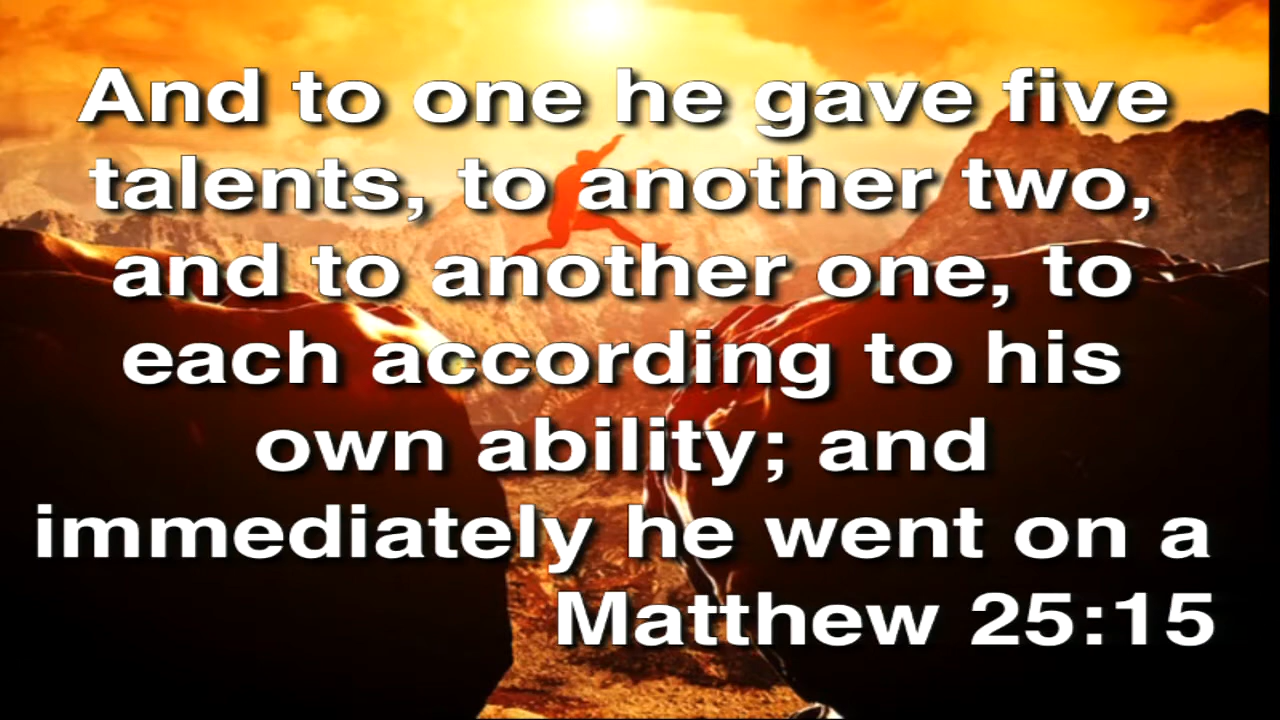 And to one he gave five
talents, to another two,
and to another one, to
each according to his
own ability; and
immediately he went on a
Matthew 25:15